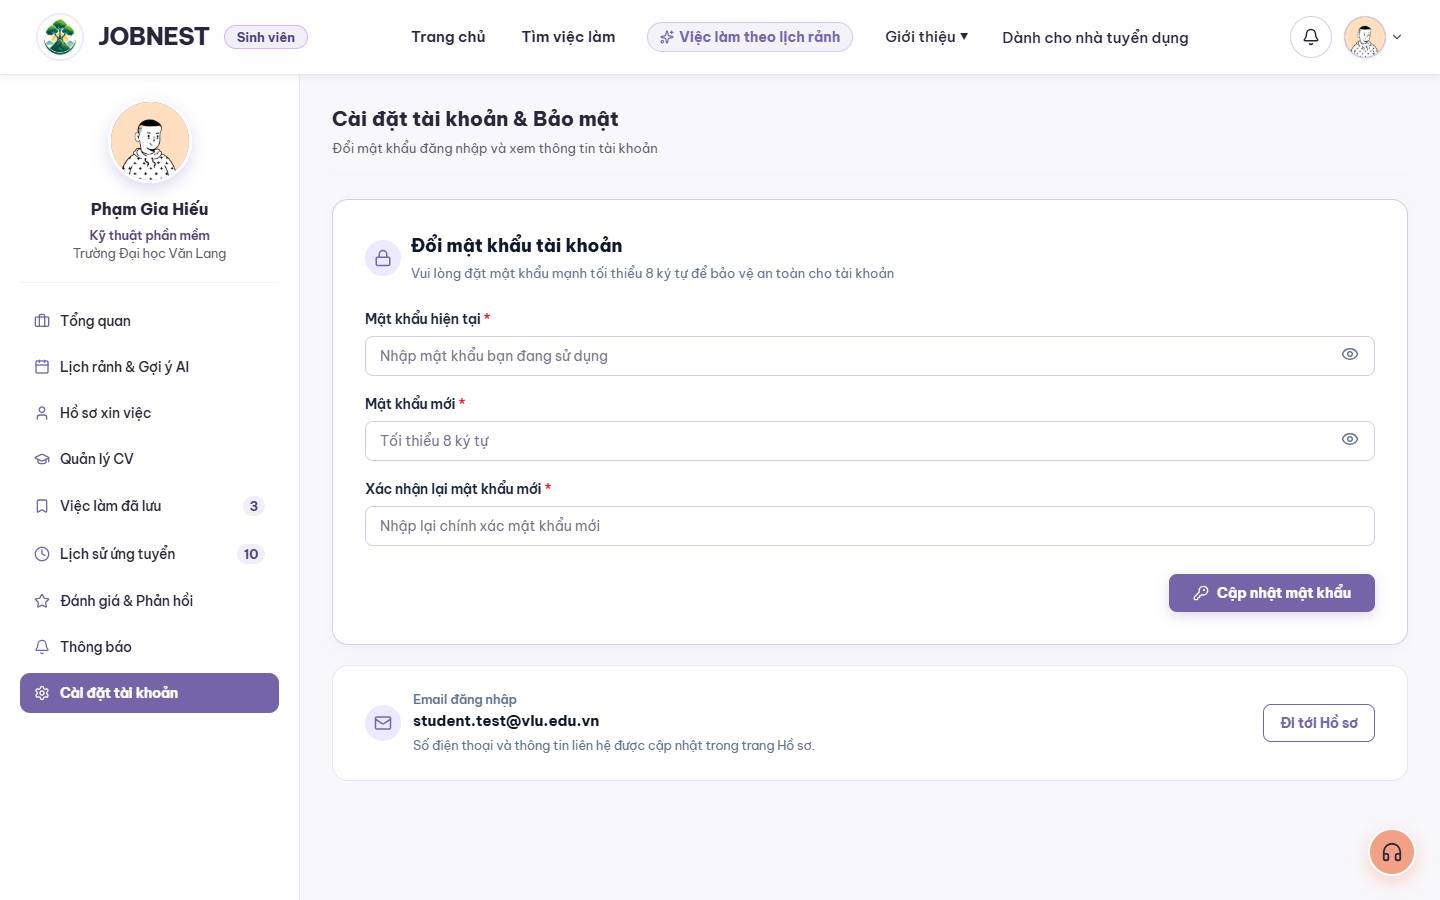 JOBNEST
Sinh viên
Trang chủ
Tìm việc làm
Việc làm theo lịch rảnh
Giới thiệu ▼
Dành cho nhà tuyển dụng
Phạm Gia Hiếu
Kỹ thuật phần mềm
Trường Đại học Văn Lang
Tổng quan
Lịch rảnh & Gợi ý AI
Hồ sơ xin việc
Quản lý CV
Việc làm đã lưu 3
Lịch sử ứng tuyển 10
Đánh giá & Phản hồi
Thông báo
Cài đặt tài khoản
Cài đặt tài khoản & Bảo mật
Đổi mật khẩu đăng nhập và xem thông tin tài khoản
Đổi mật khẩu tài khoản
Vui lòng đặt mật khẩu mạnh tối thiểu 8 ký tự để bảo vệ an toàn cho tài khoản
Mật khẩu hiện tại *
Nhập mật khẩu bạn đang sử dụng
Mật khẩu mới *
Tối thiểu 8 ký tự
Xác nhận lại mật khẩu mới *
Nhập lại chính xác mật khẩu mới
Cập nhật mật khẩu
Email đăng nhập
student.test@vlu.edu.vn
Số điện thoại và thông tin liên hệ được cập nhật trong trang Hồ sơ.
Đi tới Hồ sơ